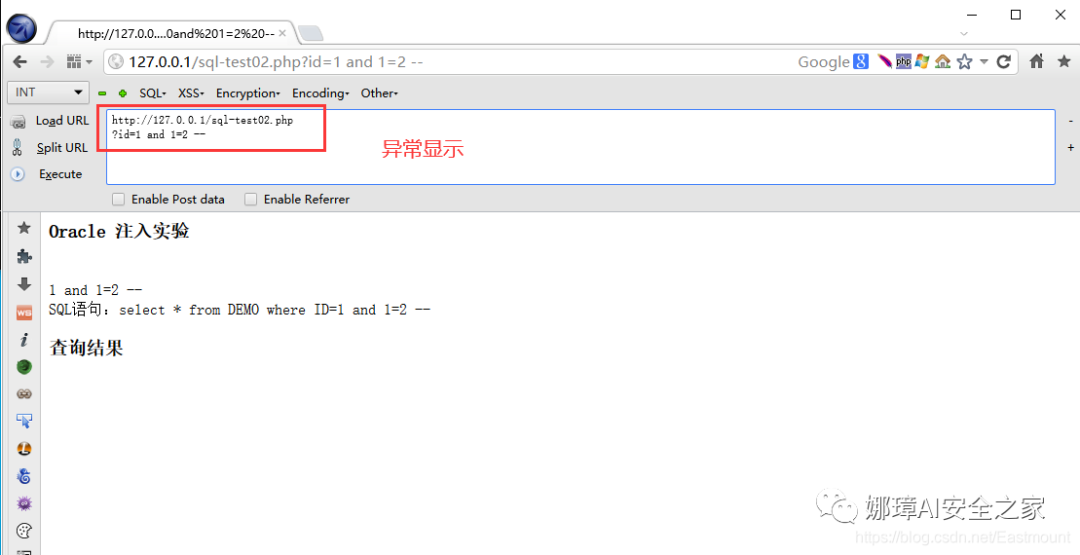 http://127.0.0....0and%201=2%20-- ×
127.0.0.1/sql-test02.php?id=1 and 1=2 --
Google 8 php
INT SQL▾ XSS▾ Encryption▾ Encoding▾ Other▾
Load URL
http://127.0.0.1/sql-test02.php
?id=1 and 1=2 --
-
Split URL
异常显示
+
Execute
Enable Post data Enable Referrer
Oracle 注入实验
1 and 1=2 --
SQL语句：select * from DEMO where ID=1 and 1=2 --
查询结果
娜璋AI安全之家
https://blog.csdn.net/Eastmount